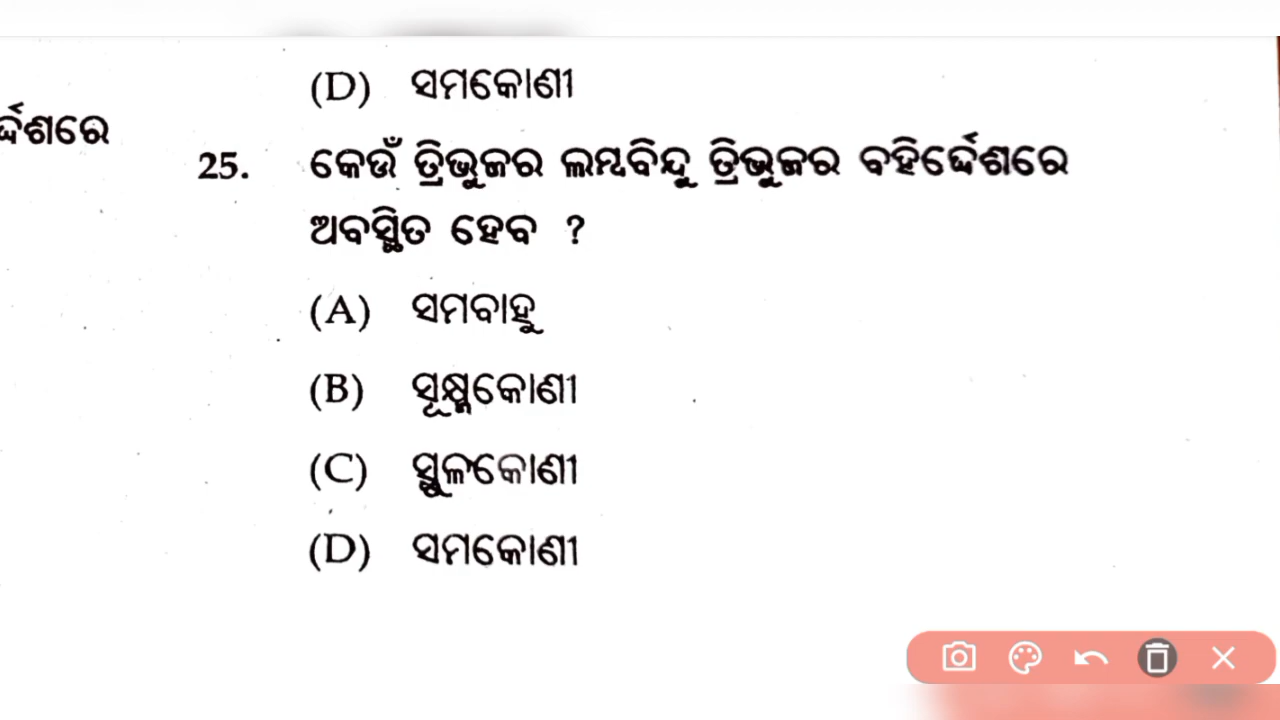 (D) ସମକୋଣୀ
ର୍ଦ୍ଦେଶରେ
25. କେଉଁ ତ୍ରିଭୁଜର ଲମ୍ବବିନ୍ଦୁ ତ୍ରିଭୁଜର ବହିର୍ଦ୍ଦେଶରେ
ଅବସ୍ଥିତ ହେବ ?
(A) ସମବାହୁ
(B) ସୂକ୍ଷ୍ମକୋଣୀ
(C) ସ୍ଥୁଳକୋଣୀ
(D) ସମକୋଣୀ